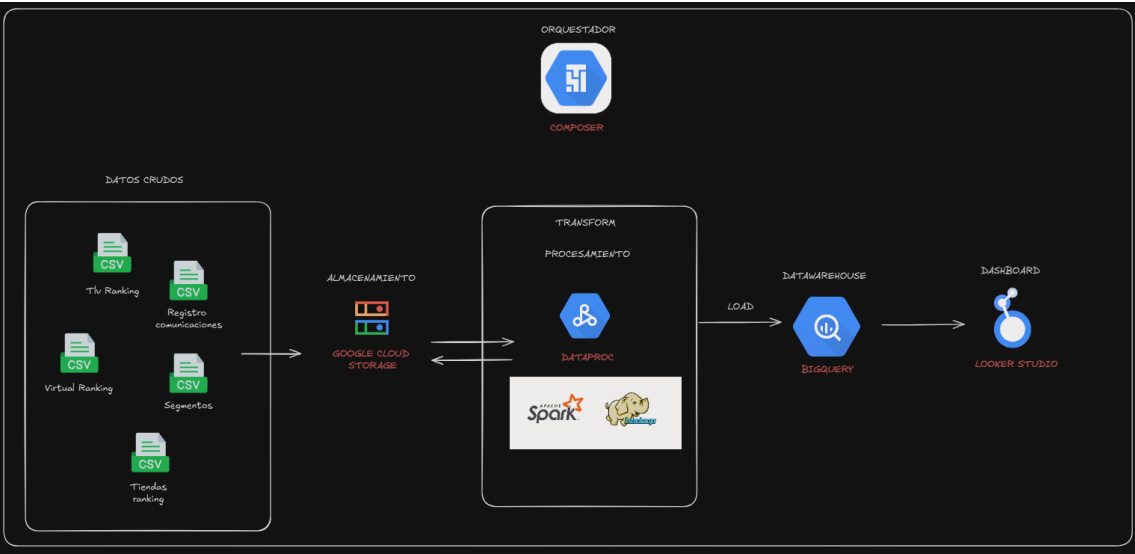 ORQUESTADOR
COMPOSER
DATOS CRUDOS
CSV
Tlv Ranking
CSV
Registro
comunicaciones
CSV
Virtual Ranking
CSV
Segmentos
CSV
Tiendas
ranking
ALMACENAMIENTO
GOOGLE CLOUD
STORAGE
TRANSFORM
PROCESAMIENTO
DATAPROC
APACHE
Spark
hadoop
LOAD
DATAWAREHOUSE
BIGQUERY
DASHBOARD
LOOKER STUDIO